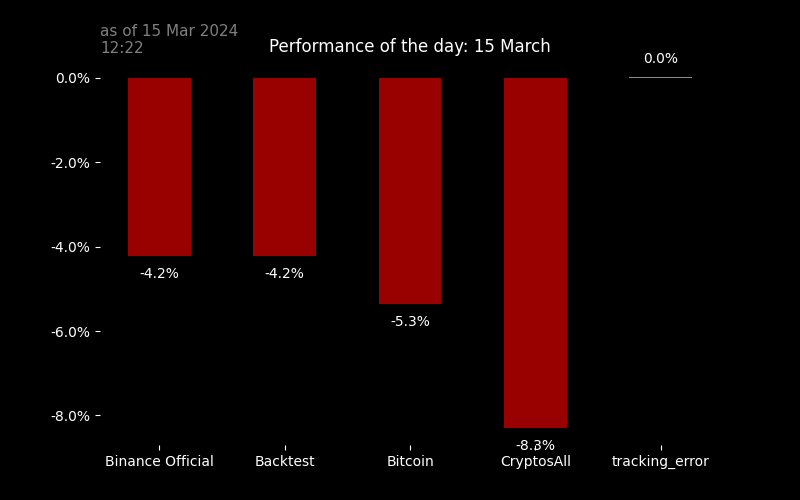 as of 15 Mar 2024
12:22
Performance of the day: 15 March
0.0%
0.0%
-2.0%
-4.0%
-4.2%
-4.2%
-5.3%
-6.0%
-8.0%
-8.3%
Binance Official
Backtest
Bitcoin
CryptosAll
tracking_error